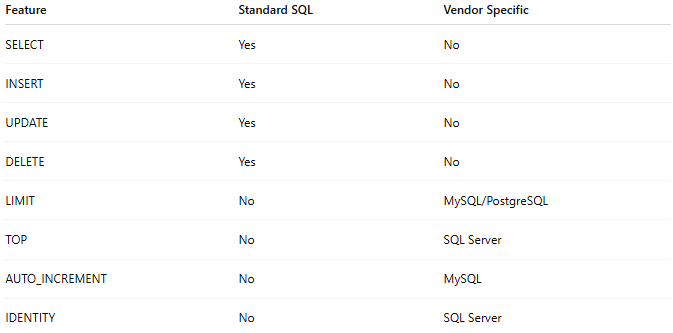 Feature Standard SQL Vendor Specific
SELECT Yes No
INSERT Yes No
UPDATE Yes No
DELETE Yes No
LIMIT No MySQL/PostgreSQL
TOP No SQL Server
AUTO_INCREMENT No MySQL
IDENTITY No SQL Server